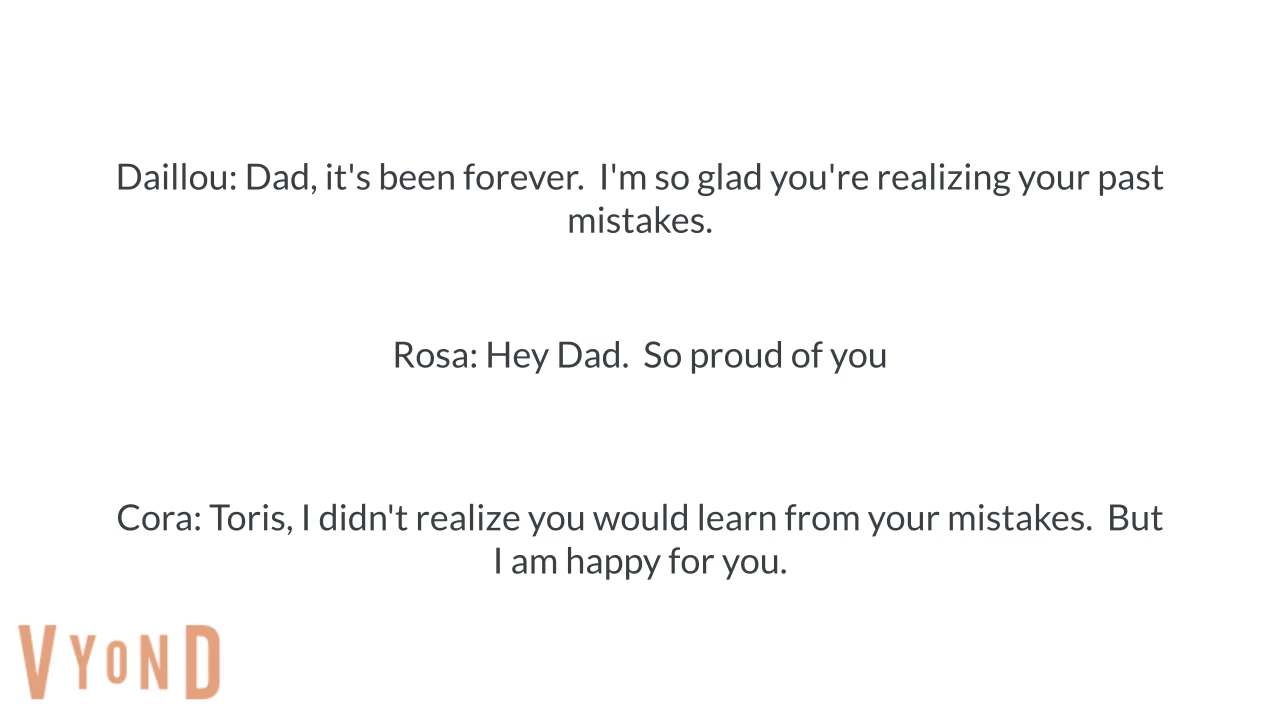 Daillou: Dad, it's been forever.  I'm so glad you're realizing your past
mistakes.
Rosa: Hey Dad.  So proud of you
Cora: Toris, I didn't realize you would learn from your mistakes.  But
I am happy for you.
VYOND